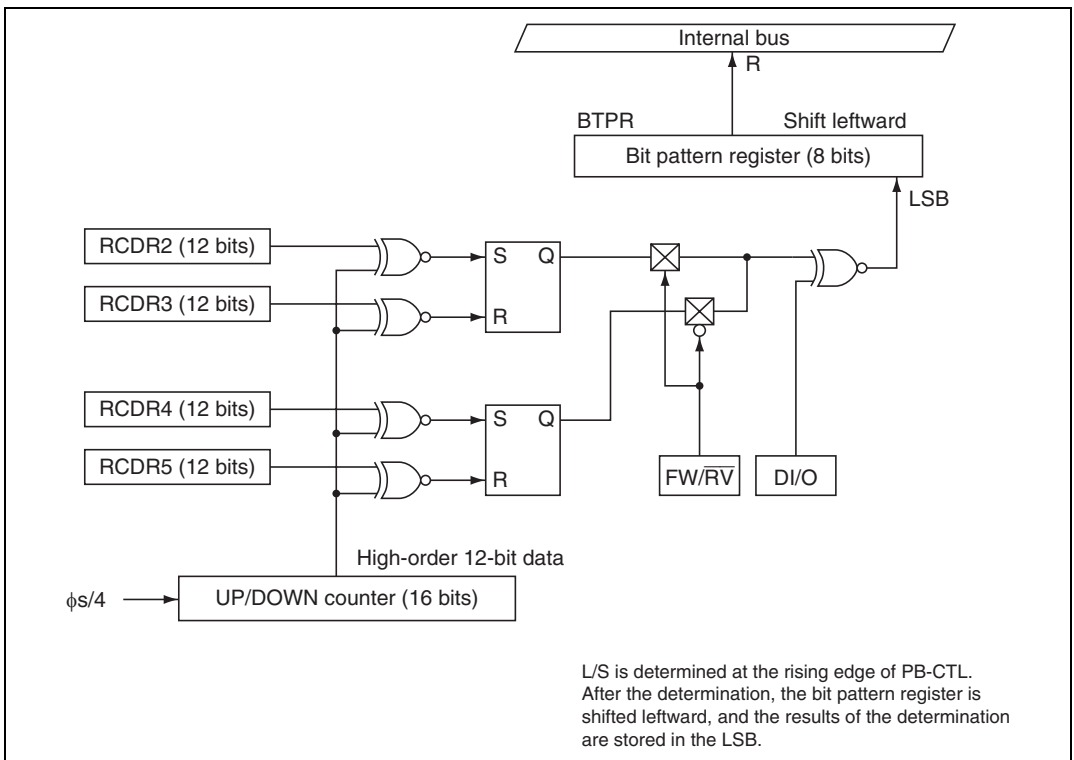 Internal bus
R
BTPR
Shift leftward
Bit pattern register (8 bits)
LSB
RCDR2 (12 bits)
S
Q
RCDR3 (12 bits)
R
RCDR4 (12 bits)
S
Q
RCDR5 (12 bits)
R
FW/R̅V̅
DI/O
High-order 12-bit data
ϕs/4
UP/DOWN counter (16 bits)
L/S is determined at the rising edge of PB-CTL.
After the determination, the bit pattern register is
shifted leftward, and the results of the determination
are stored in the LSB.